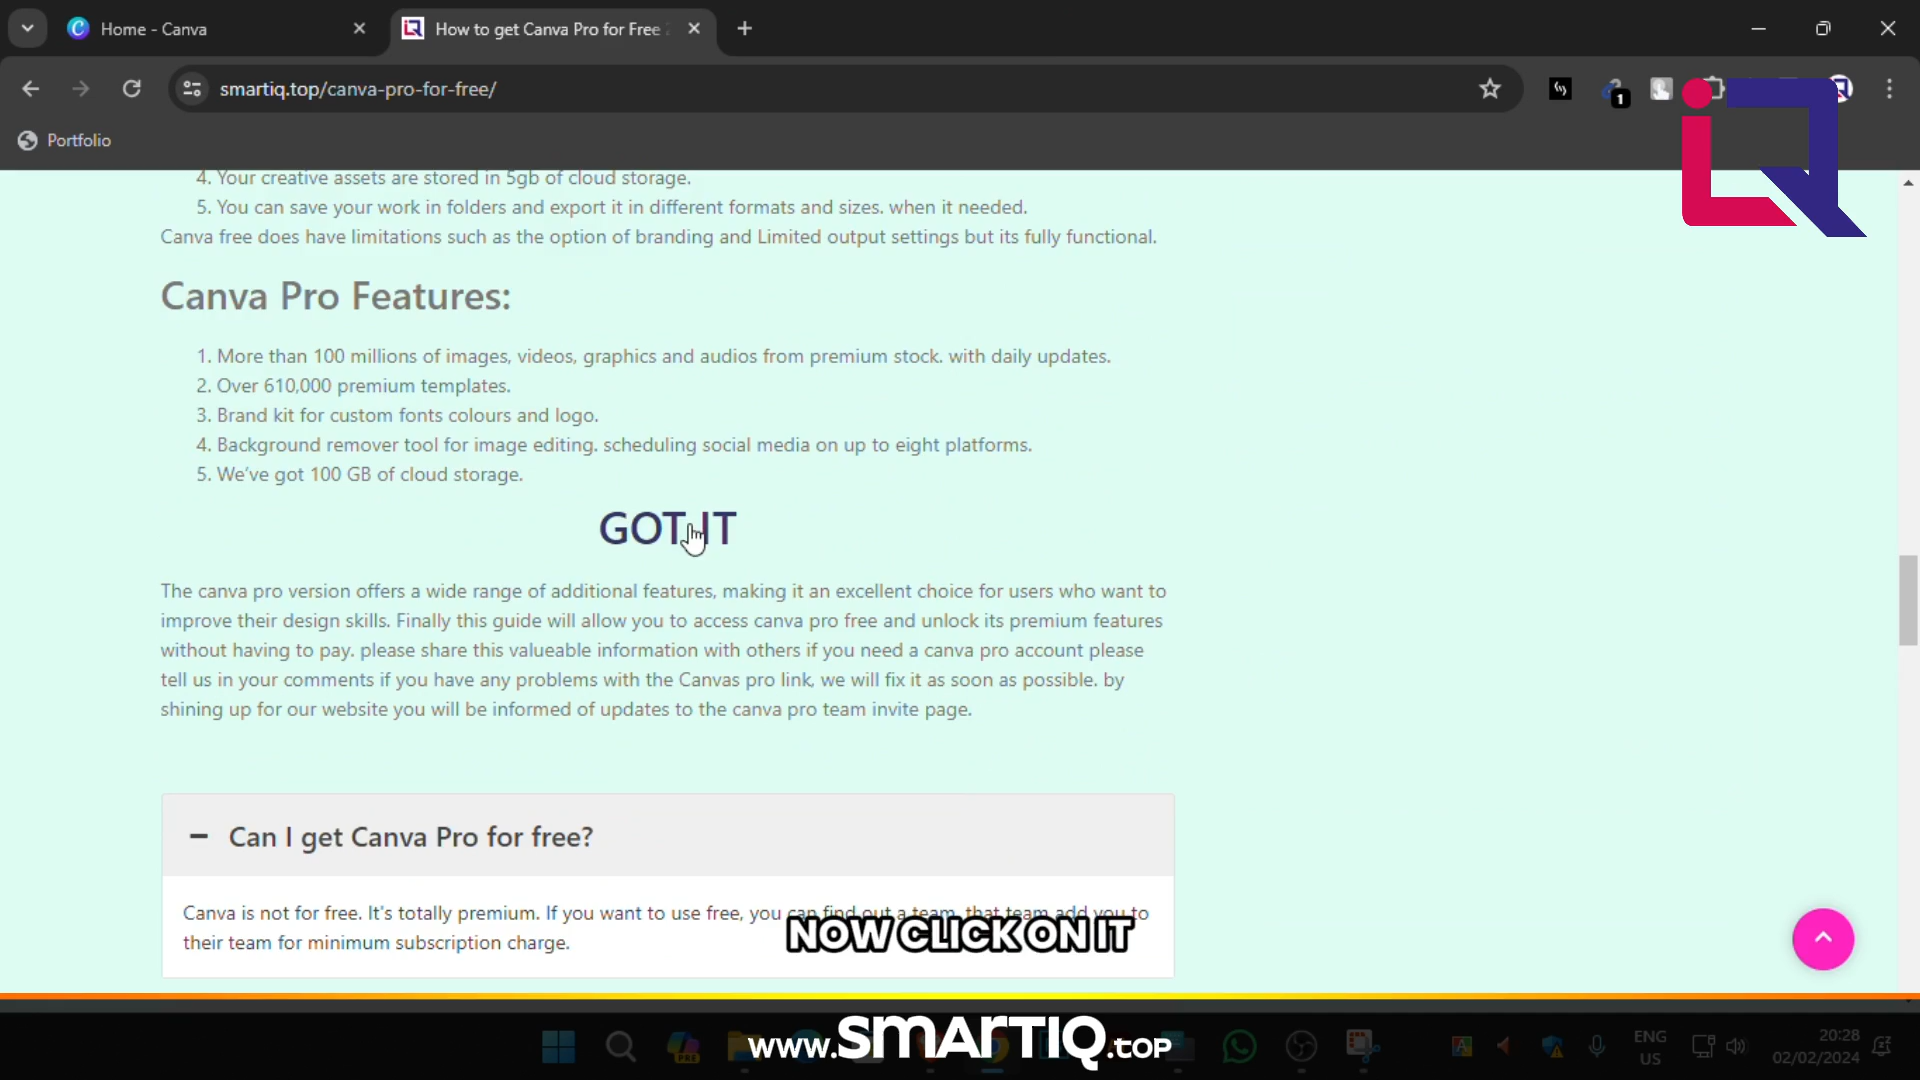 Home - Canva
How to get Canva Pro for Free
smartiq.top/canva-pro-for-free/
1
Portfolio
4. Your creative assets are stored in 5gb of cloud storage.
5. You can save your work in folders and export it in different formats and sizes. when it needed.
Canva free does have limitations such as the option of branding and Limited output settings but its fully functional.
Canva Pro Features:
1. More than 100 millions of images, videos, graphics and audios from premium stock. with daily updates.
2. Over 610,000 premium templates.
3. Brand kit for custom fonts colours and logo.
4. Background remover tool for image editing. scheduling social media on up to eight platforms.
5. We've got 100 GB of cloud storage.
GOT IT
The canva pro version offers a wide range of additional features, making it an excellent choice for users who want to
improve their design skills. Finally this guide will allow you to access canva pro free and unlock its premium features
without having to pay. please share this valueable information with others if you need a canva pro account please
tell us in your comments if you have any problems with the Canvas pro link, we will fix it as soon as possible. by
shining up for our website you will be informed of updates to the canva pro team invite page.
Can I get Canva Pro for free?
Canva is not for free. It's totally premium. If you want to use free, you can find out a team, that team add you to
their team for minimum subscription charge.
NOW CLICK ON IT
www.SMARTIQ.TOP
PRE
ENG
US
20:28
02/02/2024